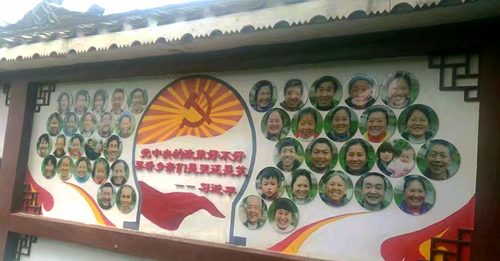 党中央的政策好不好
要看乡亲们是哭还是笑
——习近平